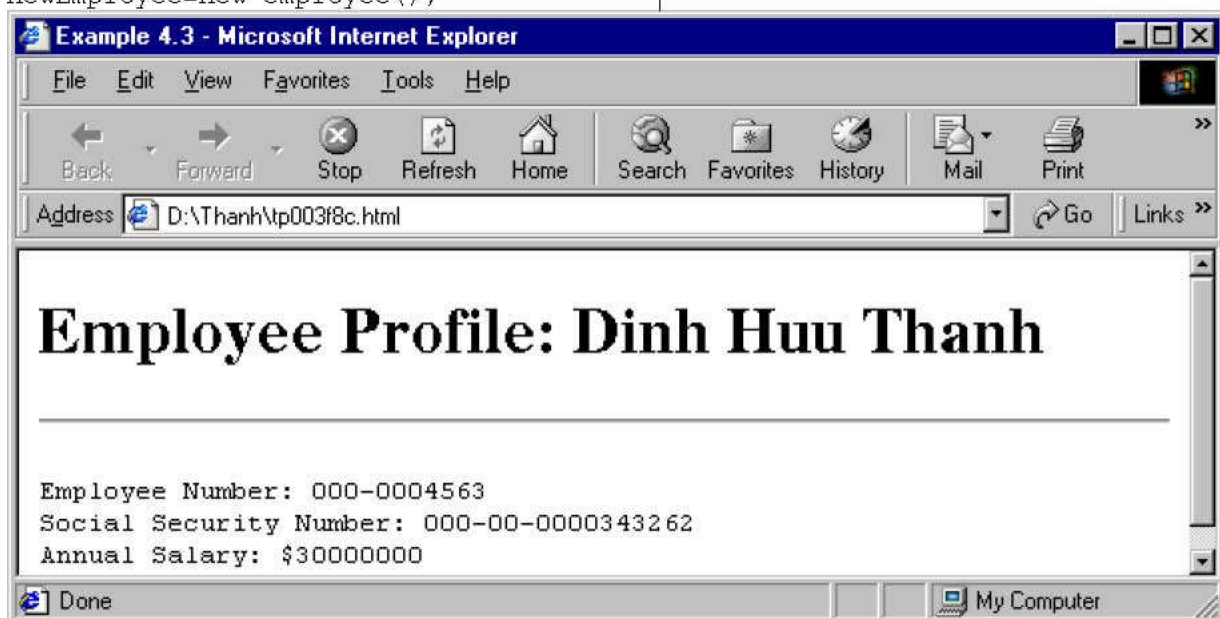 newEmployee=new employee();
Example 4.3 - Microsoft Internet Explorer
File Edit View Favorites Tools Help
Back Forward Stop Refresh Home Search Favorites History Mail Print »
Address D:\Thanh\tp003f8c.html Go Links »
Employee Profile: Dinh Huu Thanh
Employee Number: 000-0004563
Social Security Number: 000-00-0000343262
Annual Salary: $30000000
Done My Computer